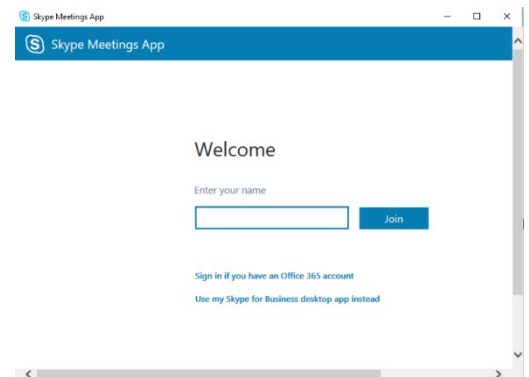 Skype Meetings App
Skype Meetings App
Welcome
Enter your name
Join
Sign in if you have an Office 365 account
Use my Skype for Business desktop app instead